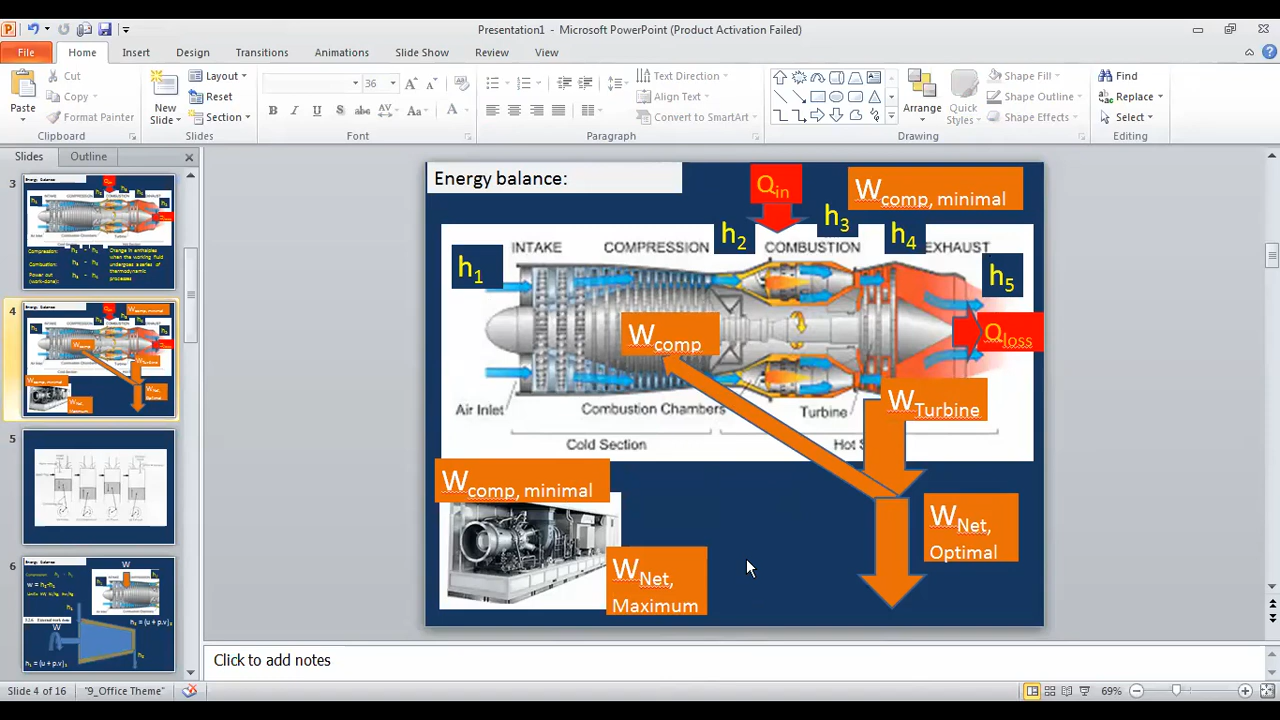 Presentation1 - Microsoft PowerPoint (Product Activation Failed)
File Home Insert Design Transitions Animations Slide Show Review View
Paste
Cut
Copy
Format Painter
Clipboard
New
Slide
Layout
Reset
Section
Slides
36
B U S abc AV Aa A
Font
Text Direction
Align Text
Convert to SmartArt
Paragraph
Arrange
Quick
Styles
Shape Fill
Shape Outline
Shape Effects
Drawing
Find
Replace
Select
Editing
Slides Outline
3
4
5
6
Energy balance:
Qin
Wcomp, minimal
h1
h2
h3
h4
h5
INTAKE COMPRESSION COMBUSTION EXHAUST
Wcomp
Qloss
Air Inlet
Combustion Chambers
Turbine
WTurbine
Cold Section
Hot S
Wcomp, minimal
WNet,
Optimal
WNet,
Maximum
Click to add notes
Slide 4 of 16 "9_Office Theme" 69%